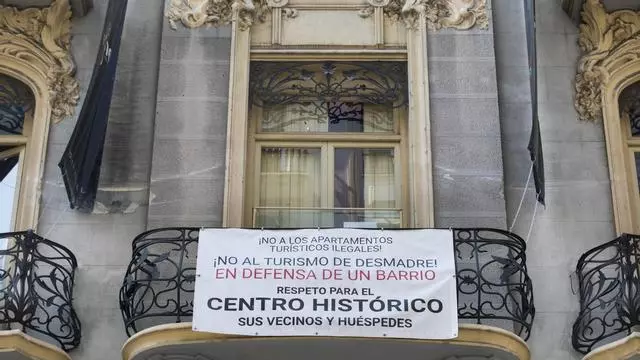 ¡NO A LOS APARTAMENTOS
TURÍSTICOS ILEGALES!
¡NO AL TURISMO DE DESMADRE!
EN DEFENSA DE UN BARRIO
RESPETO PARA EL
CENTRO HISTÓRICO
SUS VECINOS Y HUÉSPEDES